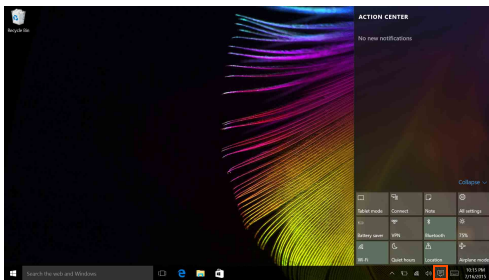 Recycle Bin
ACTION CENTER
No new notifications
Collapse
Tablet mode Connect Note All settings
Battery saver VPN Bluetooth 75%
Wi-Fi Quiet hours Location Airplane mode
Search the web and Windows
10:15 PM
7/16/2015